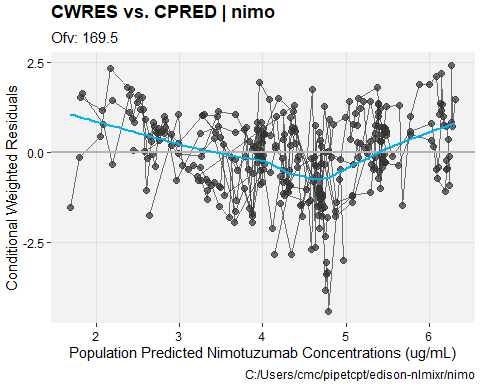 CWRES vs. CPRED | nimo
Ofv: 169.5
2.5
0.0
-2.5
Conditional Weighted Residuals
2 3 4 5 6
Population Predicted Nimotuzumab Concentrations (ug/mL)
C:/Users/cmc/pipetcpt/edison-nlmixr/nimo